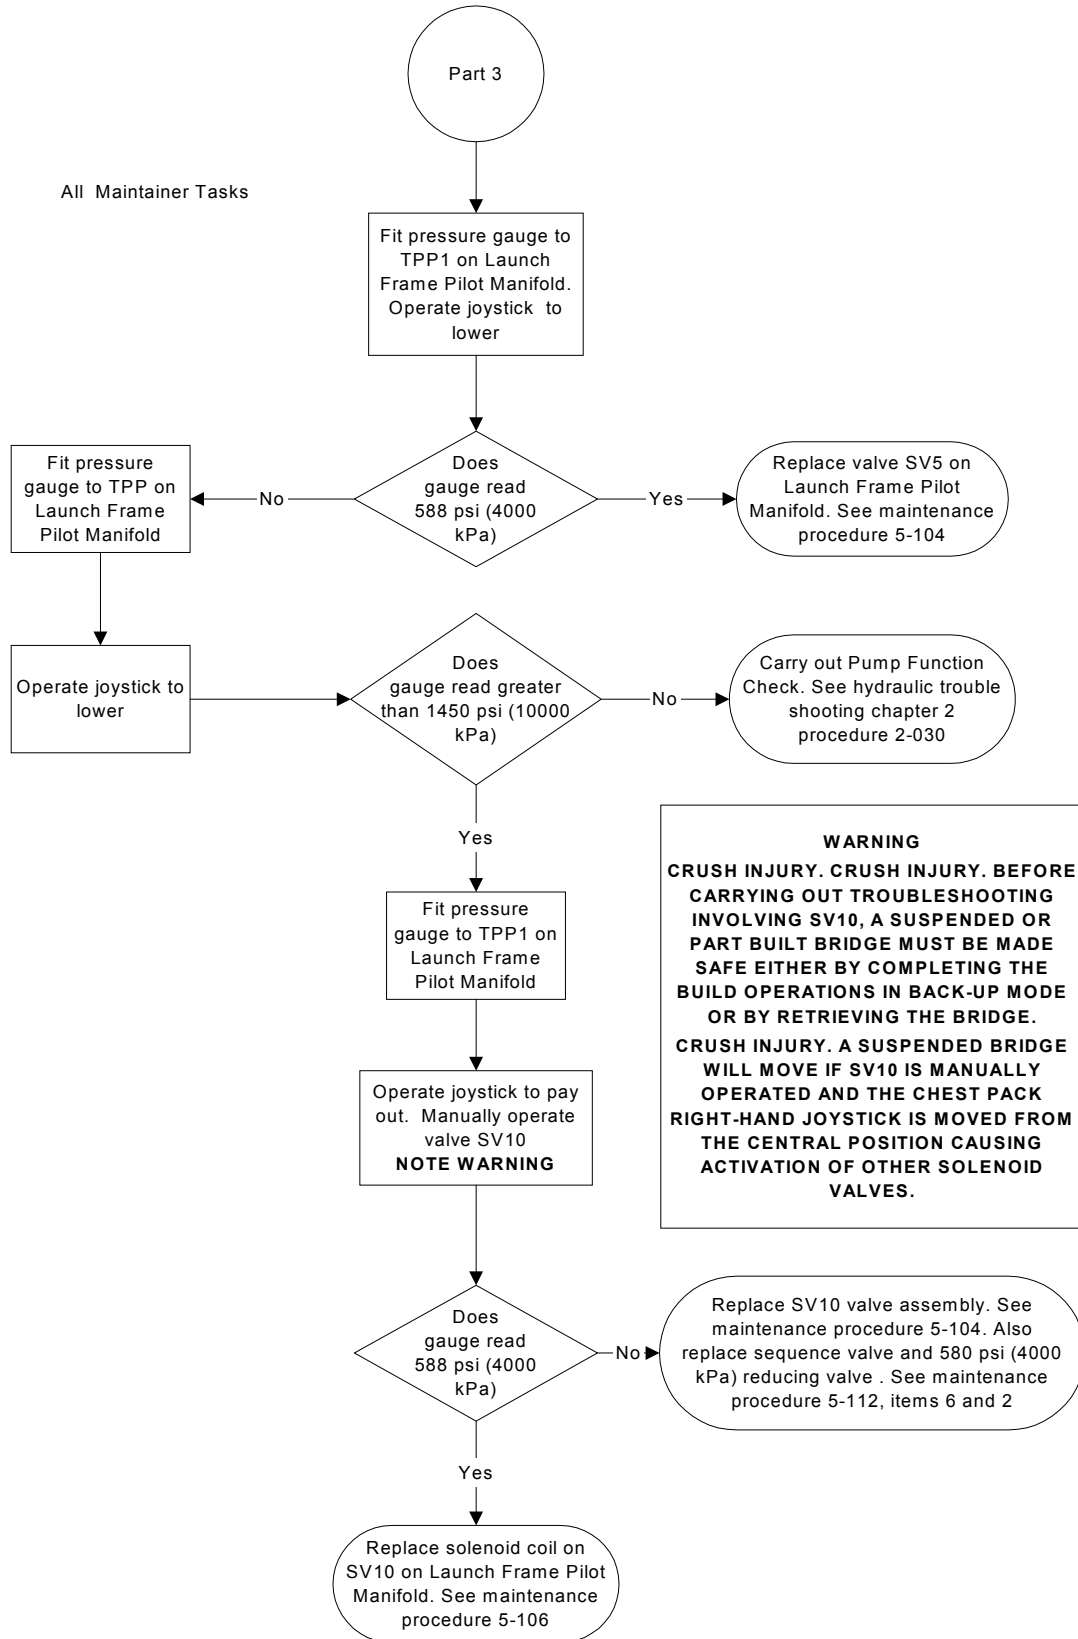 Part 3
All Maintainer Tasks
Fit pressure gauge to
TPP1 on Launch
Frame Pilot Manifold.
Operate joystick to
lower
Does
gauge read
588 psi (4000
kPa)
No
Yes
Fit pressure
gauge to TPP on
Launch Frame
Pilot Manifold
Replace valve SV5 on
Launch Frame Pilot
Manifold. See maintenance
procedure 5-104
Operate joystick to
lower
Does
gauge read greater
than 1450 psi (10000
kPa)
No
Carry out Pump Function
Check. See hydraulic trouble
shooting chapter 2
procedure 2-030
Yes
WARNING
CRUSH INJURY. CRUSH INJURY. BEFORE
CARRYING OUT TROUBLESHOOTING
INVOLVING SV10, A SUSPENDED OR
PART BUILT BRIDGE MUST BE MADE
SAFE EITHER BY COMPLETING THE
BUILD OPERATIONS IN BACK-UP MODE
OR BY RETRIEVING THE BRIDGE.
CRUSH INJURY. A SUSPENDED BRIDGE
WILL MOVE IF SV10 IS MANUALLY
OPERATED AND THE CHEST PACK
RIGHT-HAND JOYSTICK IS MOVED FROM
THE CENTRAL POSITION CAUSING
ACTIVATION OF OTHER SOLENOID
VALVES.
Fit pressure
gauge to TPP1 on
Launch Frame
Pilot Manifold
Operate joystick to pay
out. Manually operate
valve SV10
NOTE WARNING
Does
gauge read
588 psi (4000
kPa)
No
Replace SV10 valve assembly. See
maintenance procedure 5-104. Also
replace sequence valve and 580 psi (4000
kPa) reducing valve . See maintenance
procedure 5-112, items 6 and 2
Yes
Replace solenoid coil on
SV10 on Launch Frame Pilot
Manifold. See maintenance
procedure 5-106